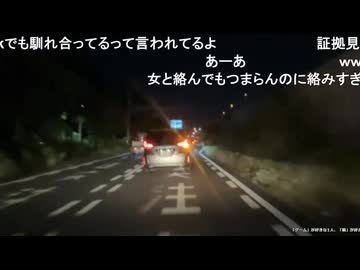 kでも馴れ合ってるって言われてるよ
証拠見
あーあ
ww
女と絡んでもつまらんのに絡みすぎ